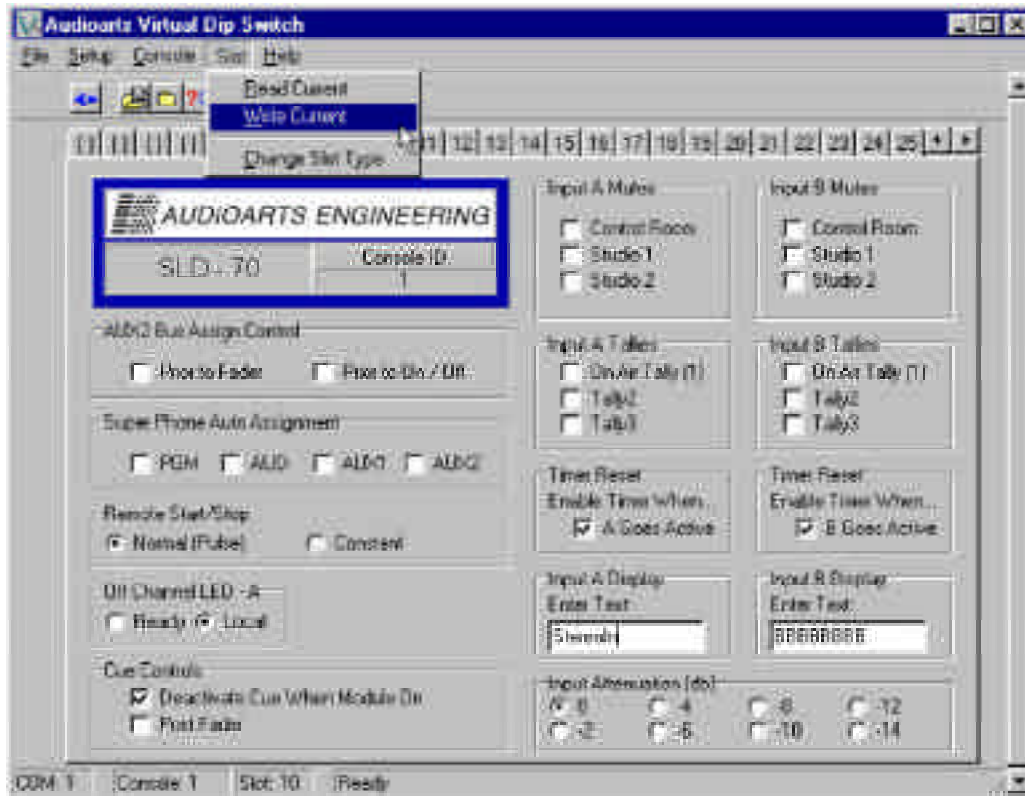 Audioarts Virtual Dip Switch
File Setup Console Slot Help
Read Current
Write Current
Change Slot Type
11 12 13 14 15 16 17 18 19 20 21 22 23 24 25
AUDIOARTS ENGINEERING
SLD - 70
Console ID
1
AUX2 Bus Assign Control
Prior to Fader Prior to On / Off
Super Phone Auto Assignment
PGM AUD AUX1 AUX2
Remote Start/Stop
Normal (Pulse) Constant
Off Channel LED - A
Ready Local
Cue Controls
Deactivate Cue When Module On
Post Fader
Input A Mutes
Control Room
Studio 1
Studio 2
Input B Mutes
Control Room
Studio 1
Studio 2
Input A Tallies
On Air Tally (1)
Tally2
Tally3
Input B Tallies
On Air Tally (1)
Tally2
Tally3
Timer Reset
Enable Timer When...
A Goes Active
Timer Reset
Enable Timer When...
B Goes Active
Input A Display
Enter Text:
Input B Display
Enter Text:
BBBBBBBB
Input Attenuation (db)
0 -4 -8 -12
-2 -6 -10 -14
COM: 1 Console: 1 Slot: 10 Ready